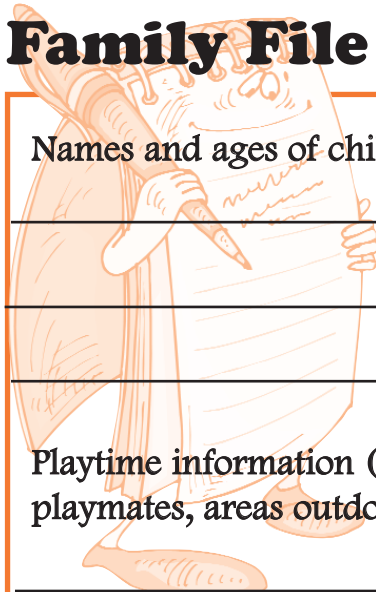 Family File
Names and ages of chi
Playtime information (
playmates, areas outdo